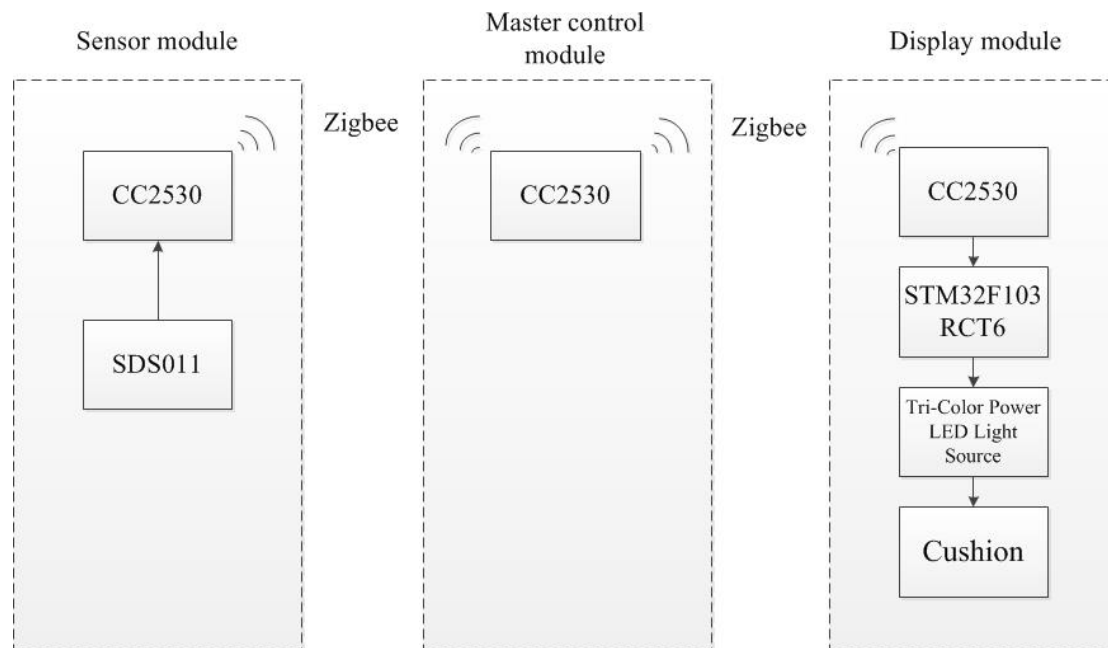 Sensor module
Master control
module
Display module
Zigbee
Zigbee
CC2530
SDS011
CC2530
CC2530
STM32F103
RCT6
Tri-Color Power
LED Light
Source
Cushion